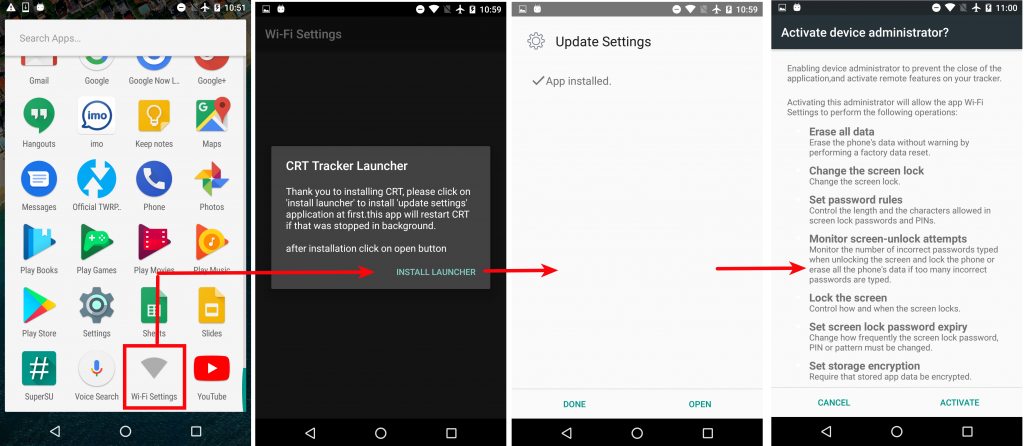 10:51
Search Apps…
Gmail
Google
Google Now L..
Google+
Hangouts
imo
imo
Keep notes
G
Maps
Messages
Official TWRP..
Phone
Photos
Play Books
Play Games
Play Movies
Play Music
Play Store
Settings
Sheets
Slides
#
SuperSU
Voice Search
Wi-Fi Settings
YouTube
10:59
Wi-Fi Settings
CRT Tracker Launcher
Thank you to installing CRT, please click on
'install launcher' to install 'update settings'
application at first.this app will restart CRT
if that was stopped in background.
after installation click on open button
INSTALL LAUNCHER
10:59
Update Settings
App installed.
DONE
OPEN
11:00
Activate device administrator?
Enabling device administrator to prevent the close of the
application,and activate remote features on your tracker.
Activating this administrator will allow the app Wi-Fi
Settings to perform the following operations:
Erase all data
Erase the phone's data without warning by
performing a factory data reset.
Change the screen lock
Change the screen lock.
Set password rules
Control the length and the characters allowed in
screen lock passwords and PINs.
Monitor screen-unlock attempts
Monitor the number of incorrect passwords typed
when unlocking the screen and lock the phone or
erase all the phone's data if too many incorrect
passwords are typed.
Lock the screen
Control how and when the screen locks.
Set screen lock password expiry
Change how frequently the screen lock password,
PIN or pattern must be changed.
Set storage encryption
Require that stored app data be encrypted.
CANCEL
ACTIVATE